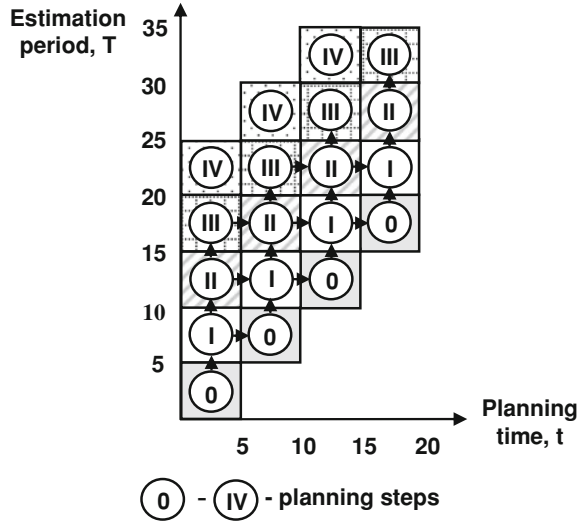 Estimation
period, T
35
IV III
30
IV III II
25
IV III II I
20
III II I 0
15
II I 0
10
I 0
5
0
Planning
time, t
5 10 15 20
0 - IV - planning steps